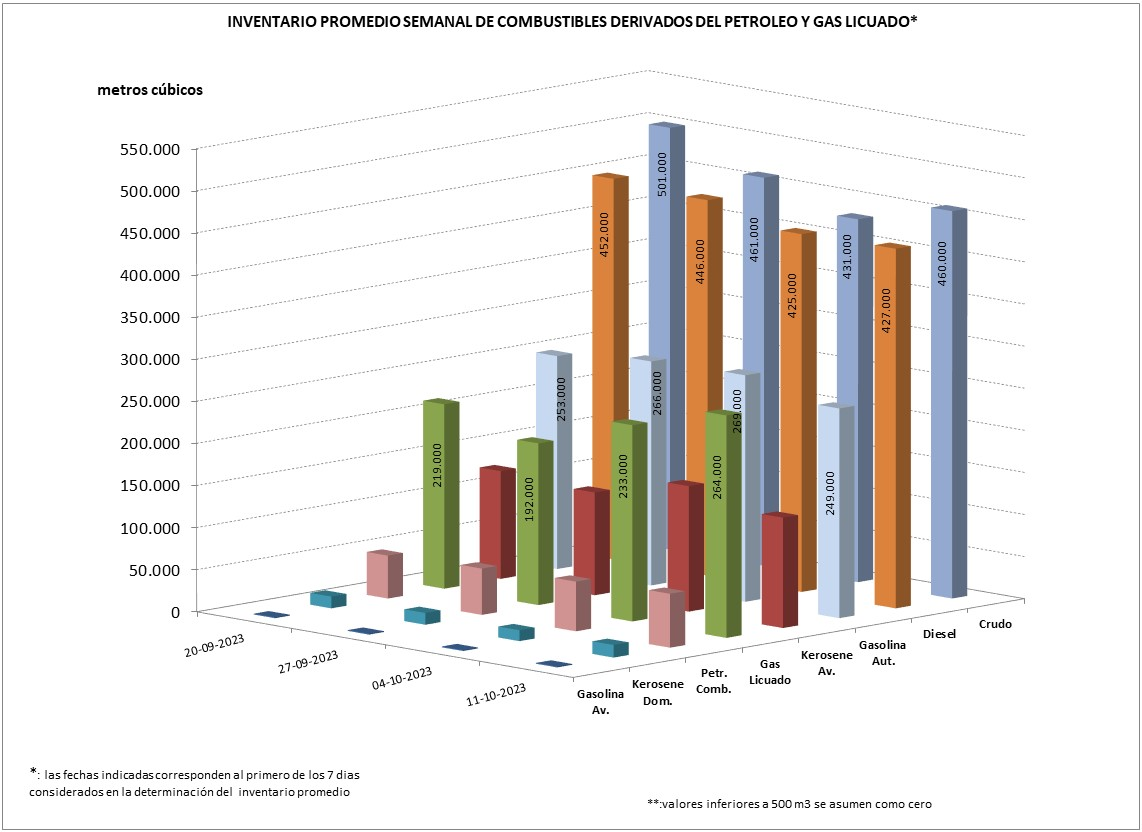 INVENTARIO PROMEDIO SEMANAL DE COMBUSTIBLES DERIVADOS DEL PETROLEO Y GAS LICUADO*
metros cúbicos
550.000
500.000
450.000
400.000
350.000
300.000
250.000
200.000
150.000
100.000
50.000
0
501.000
452.000
461.000
446.000
431.000
460.000
425.000
427.000
253.000
266.000
269.000
249.000
219.000
192.000
233.000
264.000
20-09-2023
27-09-2023
04-10-2023
11-10-2023
Gasolina
Av.
Kerosene
Dom.
Petr.
Comb.
Gas
Licuado
Kerosene
Av.
Gasolina
Aut.
Diesel
Crudo
*: las fechas indicadas corresponden al primero de los 7 dias
considerados en la determinación del inventario promedio
**:valores inferiores a 500 m3 se asumen como cero